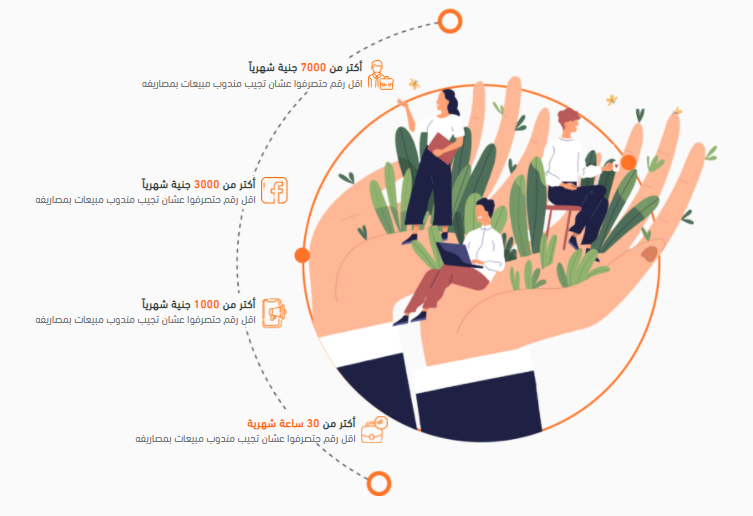 أكتر من 7000 جنية شهرياً
اقل رقم حتصرفوا عشان تجيب مندوب مبيعات بمصاريفه
أكتر من 3000 جنية شهرياً
اقل رقم حتصرفوا عشان تجيب مندوب مبيعات بمصاريفه
أكتر من 1000 جنية شهرياً
اقل رقم حتصرفوا عشان تجيب مندوب مبيعات بمصاريفه
أكتر من 30 ساعة شهرية
اقل رقم حتصرفوا عشان تجيب مندوب مبيعات بمصاريفه